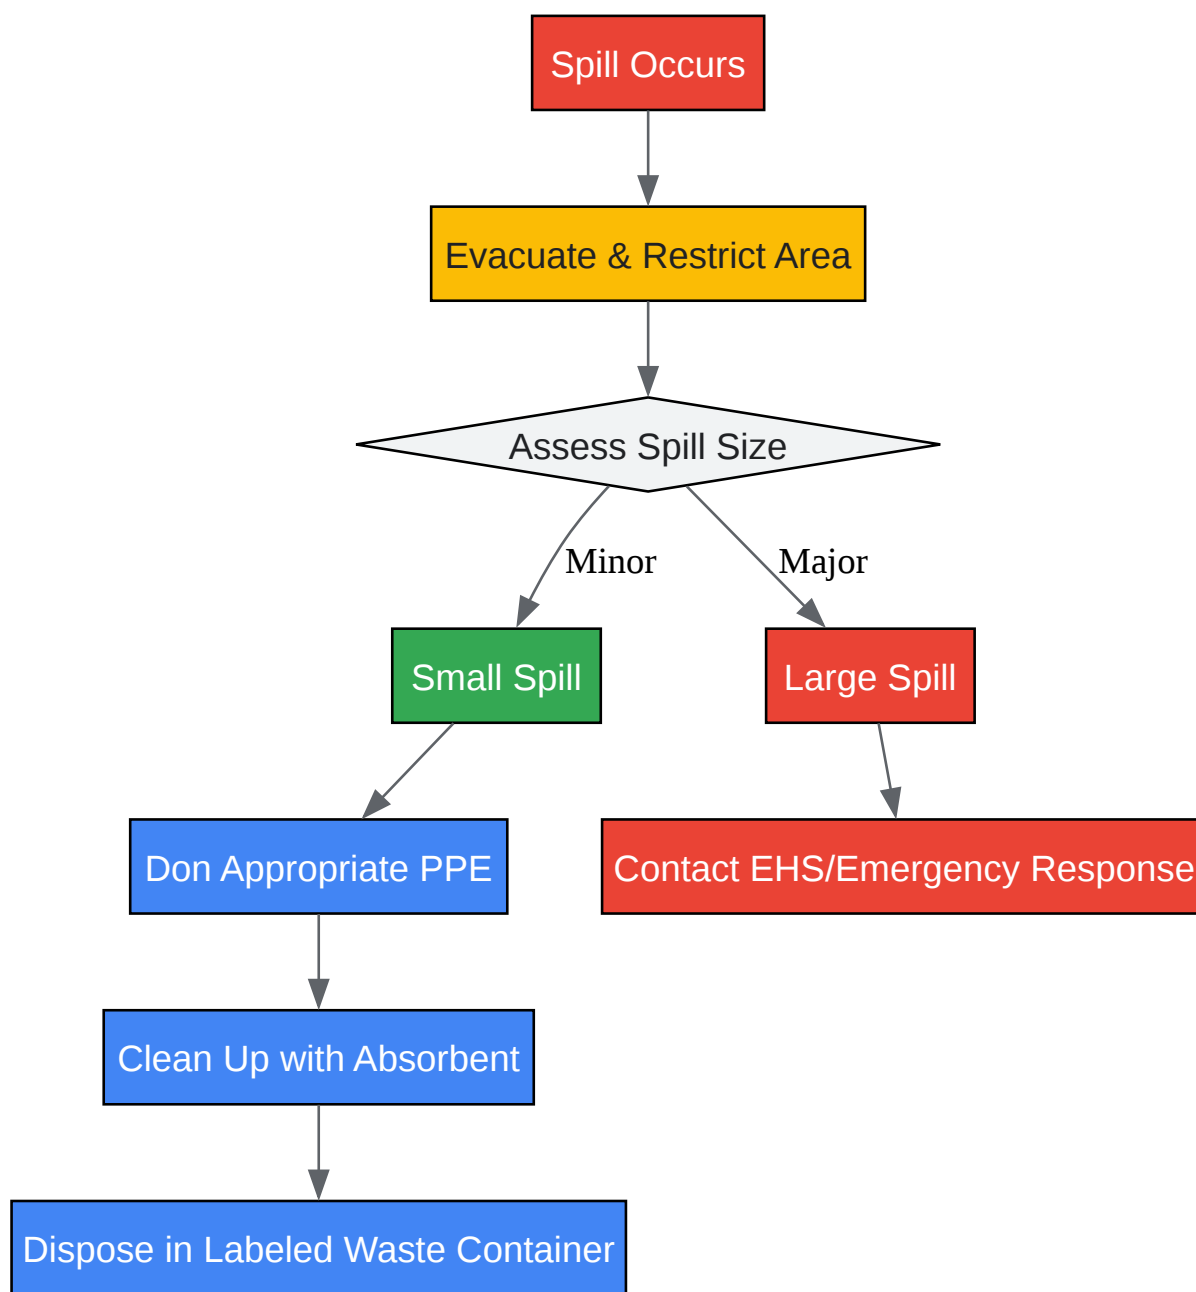 Spill Occurs
Evacuate & Restrict Area
Assess Spill Size
Minor
Major
Small Spill
Large Spill
Don Appropriate PPE
Contact EHS/Emergency Response
Clean Up with Absorbent
Dispose in Labeled Waste Container